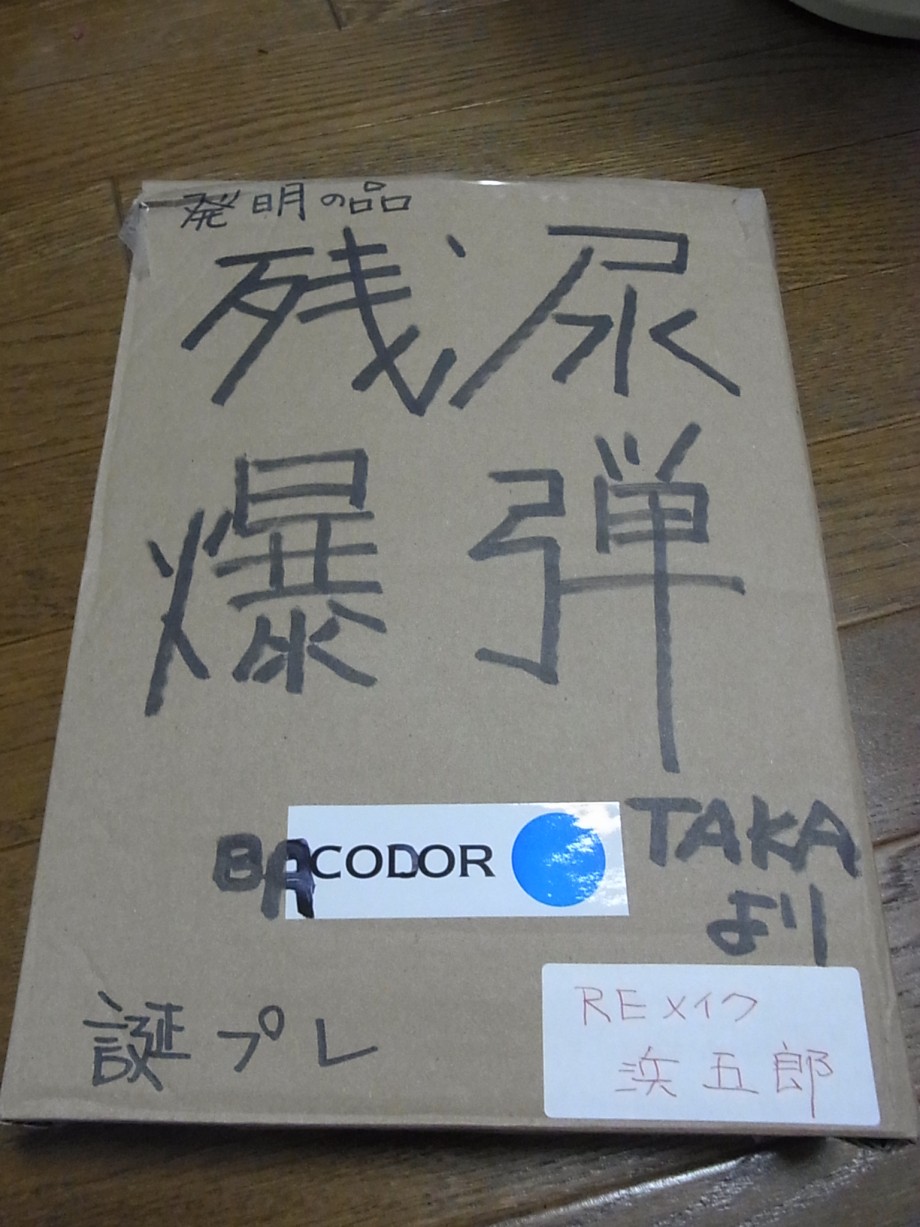 発明の品
残尿
爆弾
BACODOR
TAKA
より
誕プレ
REメイク
浜五郎